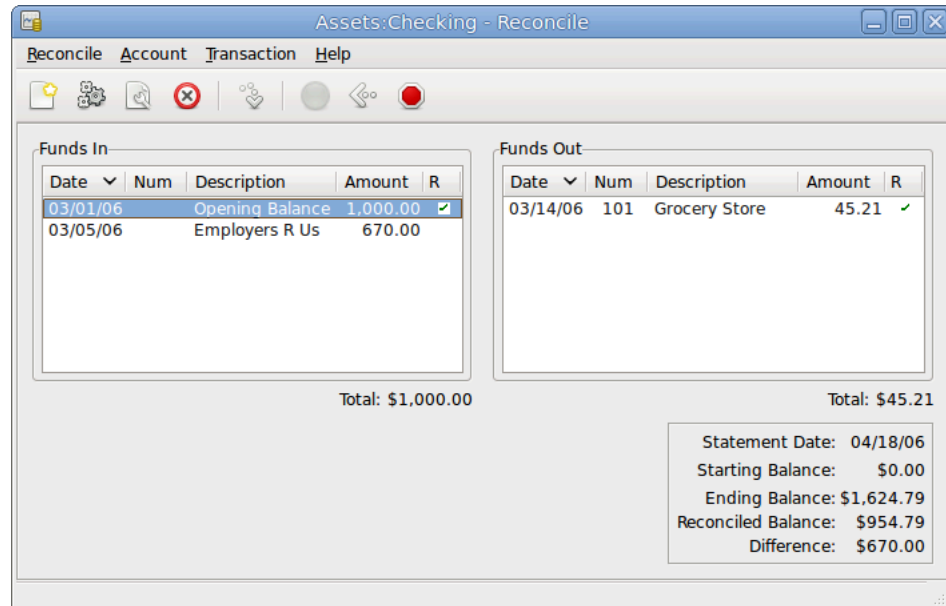 Assets:Checking - Reconcile
Reconcile Account Transaction Help
Funds In
Date Num Description Amount R
03/01/06 Opening Balance 1,000.00
03/05/06 Employers R Us 670.00
Total: $1,000.00
Funds Out
Date Num Description Amount R
03/14/06 101 Grocery Store 45.21
Total: $45.21
Statement Date: 04/18/06
Starting Balance: $0.00
Ending Balance: $1,624.79
Reconciled Balance: $954.79
Difference: $670.00